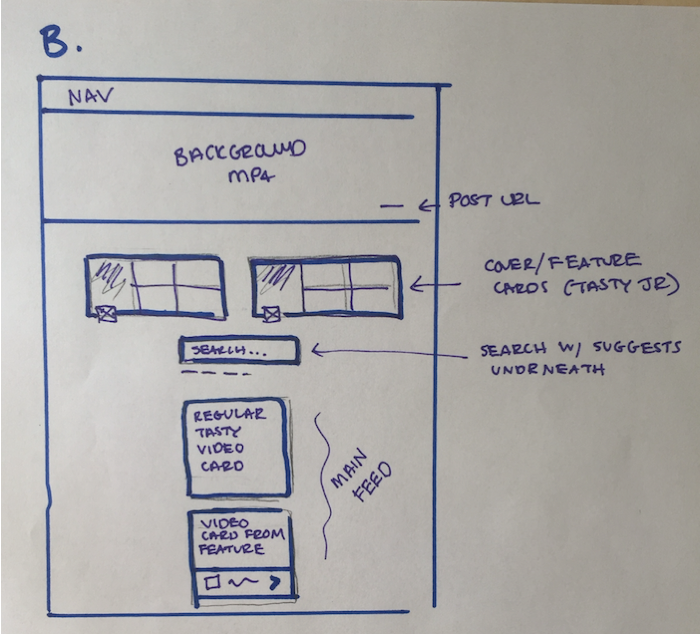 B.
NAV
BACKGROUND
MP4
POST URL
COVER/FEATURE
CARDS (TASTY JR)
SEARCH...
SEARCH W/ SUGGESTS
UNDRNEATH
REGULAR
TASTY
VIDEO
CARD
MAIN
FEED
VIDEO
CARD FROM
FEATURE